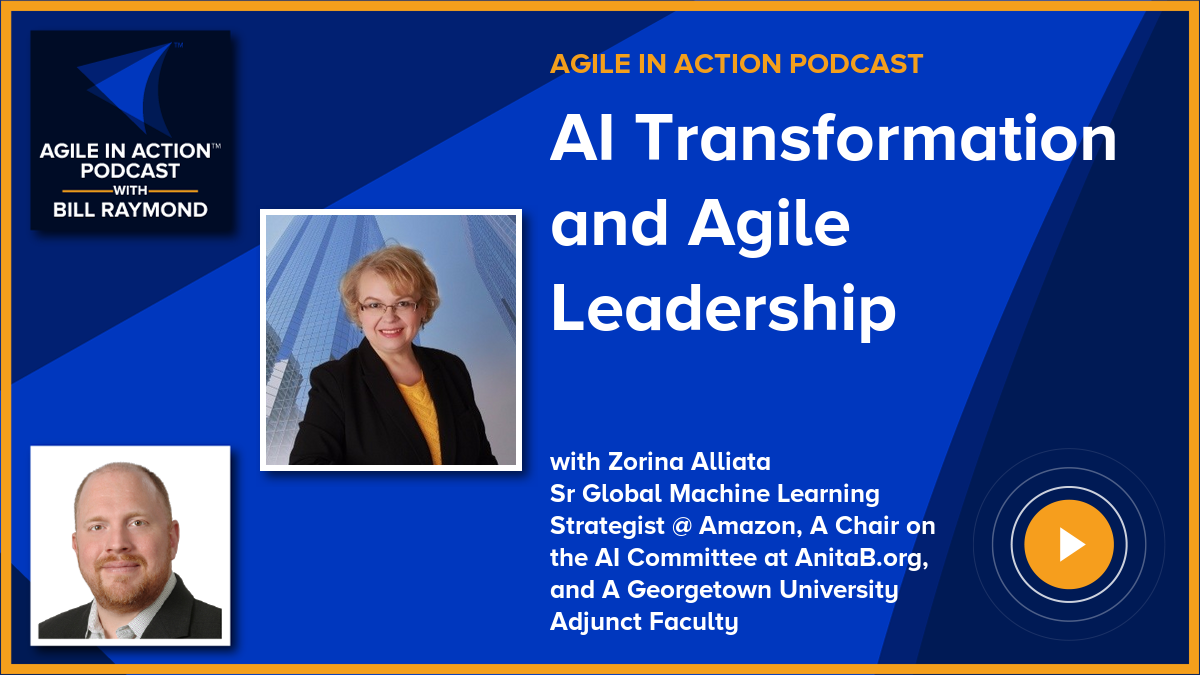 AGILE IN ACTION™
PODCAST
WITH
BILL RAYMOND
AGILE IN ACTION PODCAST
AI Transformation
and Agile
Leadership
with Zorina Alliata
Sr Global Machine Learning
Strategist @ Amazon, A Chair on
the AI Committee at AnitaB.org,
and A Georgetown University
Adjunct Faculty